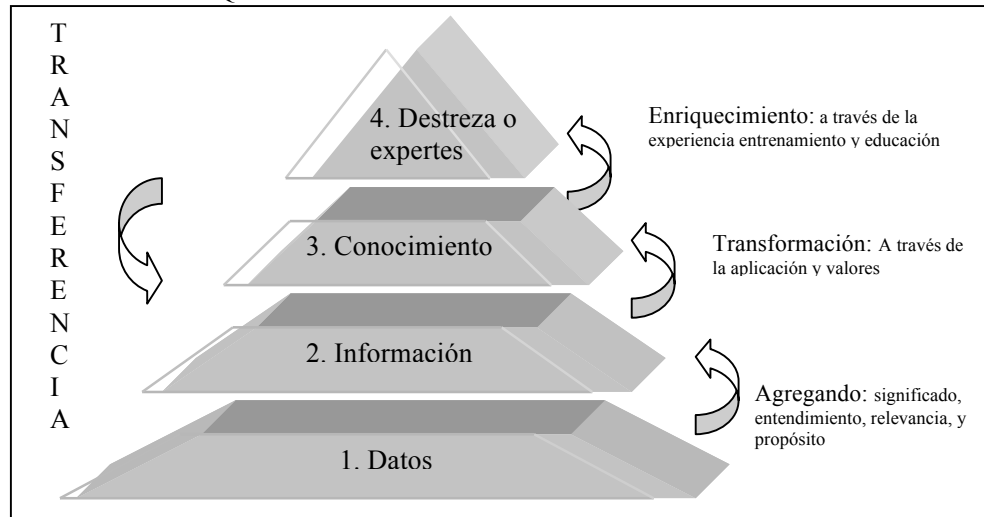 TRANSFERENCIA
4. Destreza o
expertes
Enriquecimiento: a través de la
experiencia entrenamiento y educación
3. Conocimiento
Transformación: A través de
la aplicación y valores
2. Información
Agregando: significado,
entendimiento, relevancia, y
propósito
1. Datos